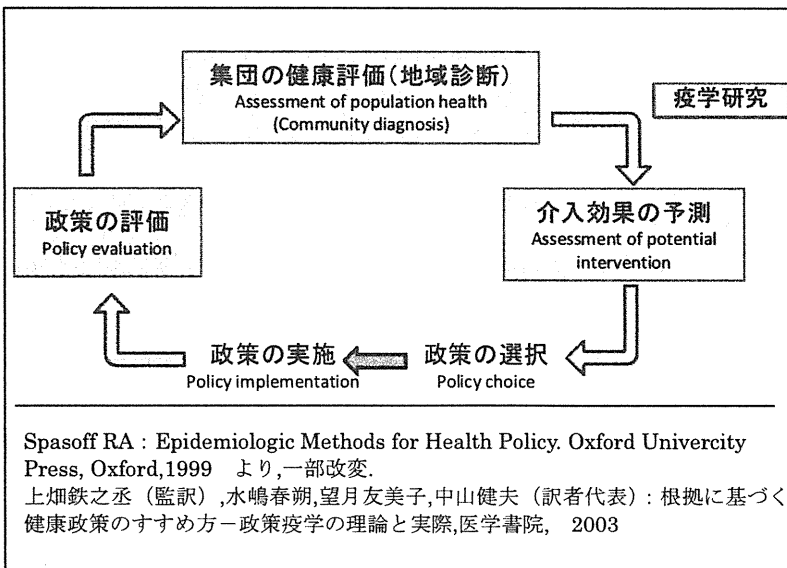 集団の健康評価(地域診断)
Assessment of population health
(Community diagnosis)
疫学研究
介入効果の予測
Assessment of potential
intervention
政策の選択
Policy choice
政策の実施
Policy implementation
政策の評価
Policy evaluation
Spasoff RA : Epidemiologic Methods for Health Policy. Oxford Univercity
Press, Oxford,1999 より,一部改変.
上畑鉄之丞(監訳),水嶋春朔,望月友美子,中山健夫(訳者代表):根拠に基づく
健康政策のすすめ方-政策疫学の理論と実際,医学書院, 2003